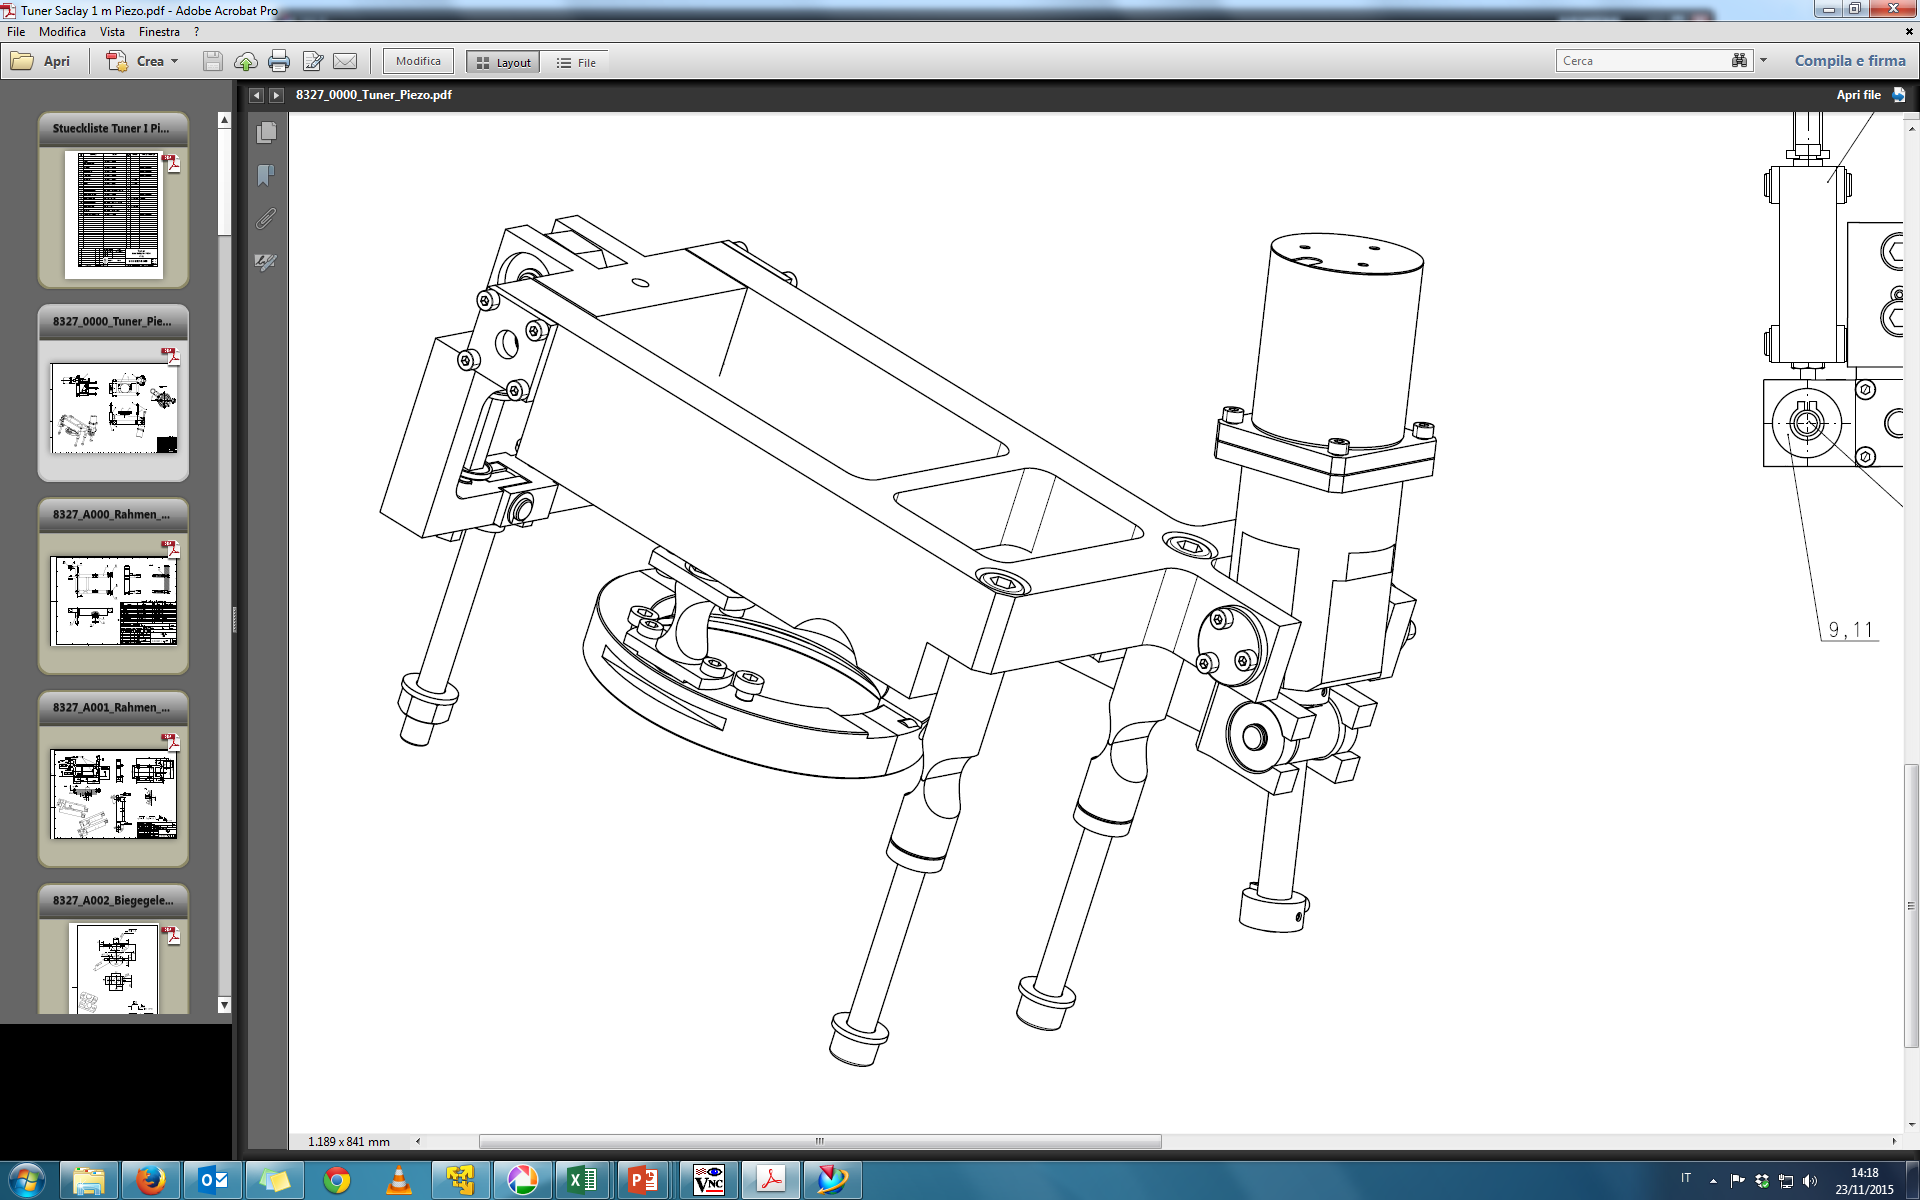 Tuner Saclay 1 m Piezo.pdf - Adobe Acrobat Pro
File Modifica Vista Finestra ?
Apri Crea Modifica Layout File Cerca Compila e firma
8327_0000_Tuner_Piezo.pdf Apri file
Stueckliste Tuner I Pi...
8327_0000_Tuner_Pie...
8327_A000_Rahmen_...
8327_A001_Rahmen_...
8327_A002_Biegegele...
9,11
1.189 x 841 mm
IT
14:18
23/11/2015
VNC